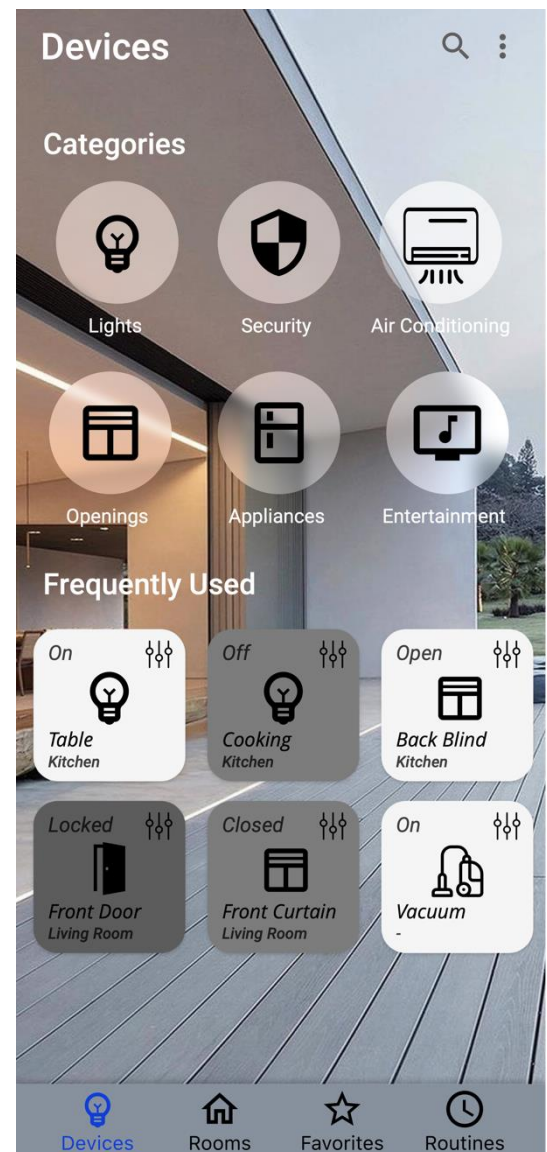 Devices
Categories
Lights
Security
Air Conditioning
Openings
Appliances
Entertainment
Frequently Used
On
Table
Kitchen
Off
Cooking
Kitchen
Open
Back Blind
Kitchen
Locked
Front Door
Living Room
Closed
Front Curtain
Living Room
On
Vacuum
-
Devices
Rooms
Favorites
Routines